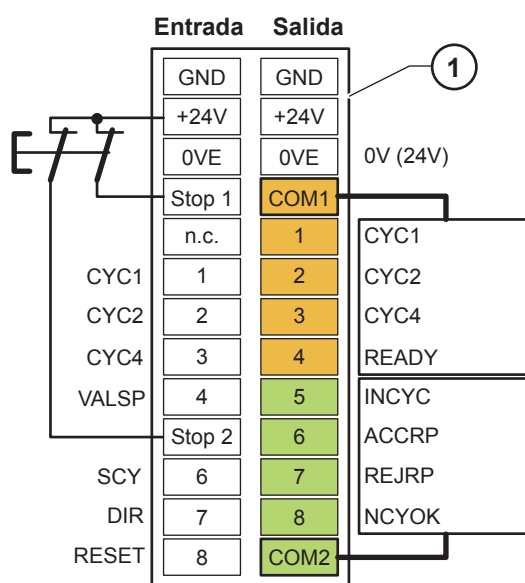 Entrada Salida
1
GND GND
+24V +24V
0VE 0VE 0V (24V)
Stop 1 COM1
n.c. 1 CYC1
CYC1 1 2 CYC2
CYC2 2 3 CYC4
CYC4 3 4 READY
VALSP 4 5 INCYC
Stop 2 6 ACCRP
SCY 6 7 REJRP
DIR 7 8 NCYOK
RESET 8 COM2